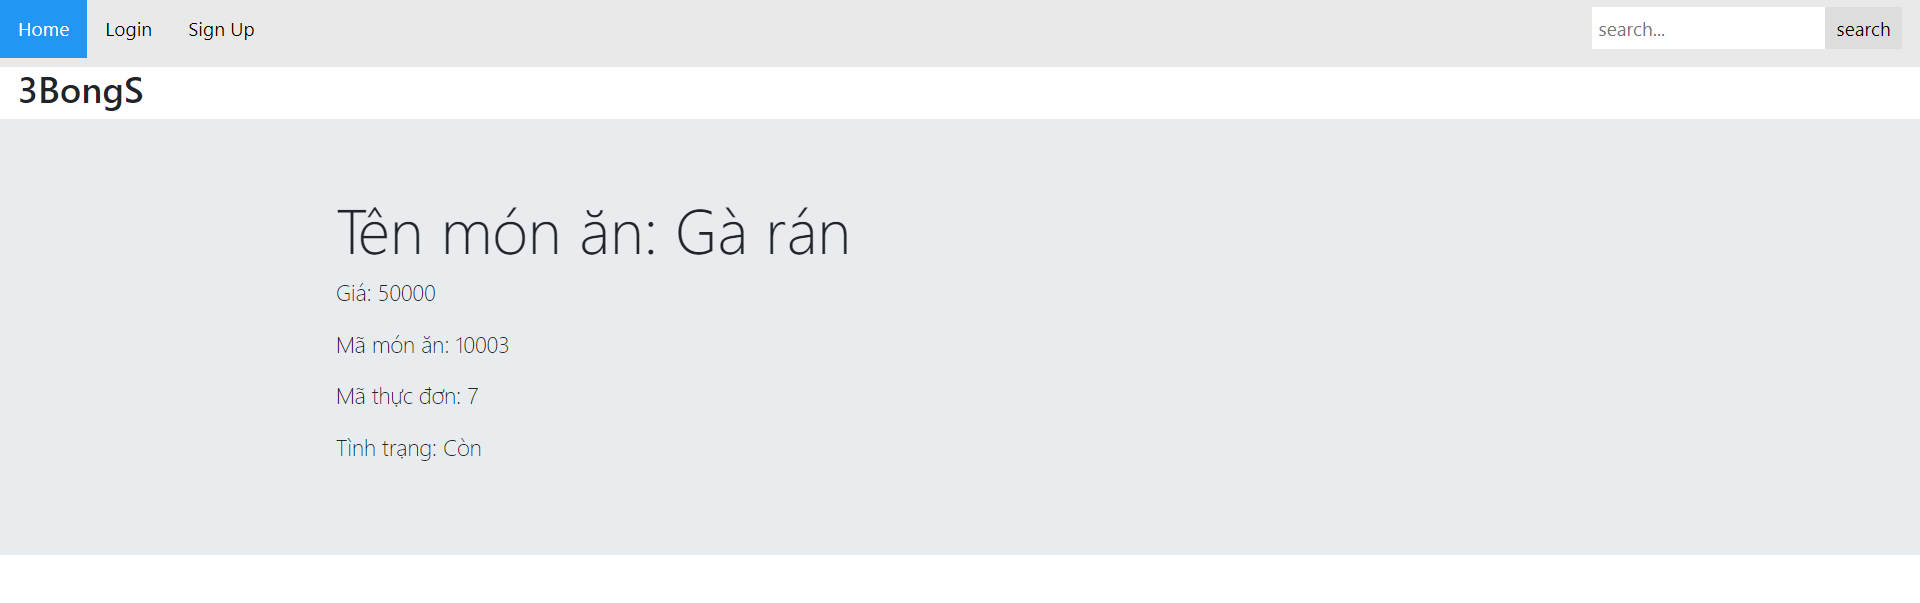 Home Login Sign Up search... search
3BongS
Tên món ăn: Gà rán
Giá: 50000
Mã món ăn: 10003
Mã thực đơn: 7
Tình trạng: Còn